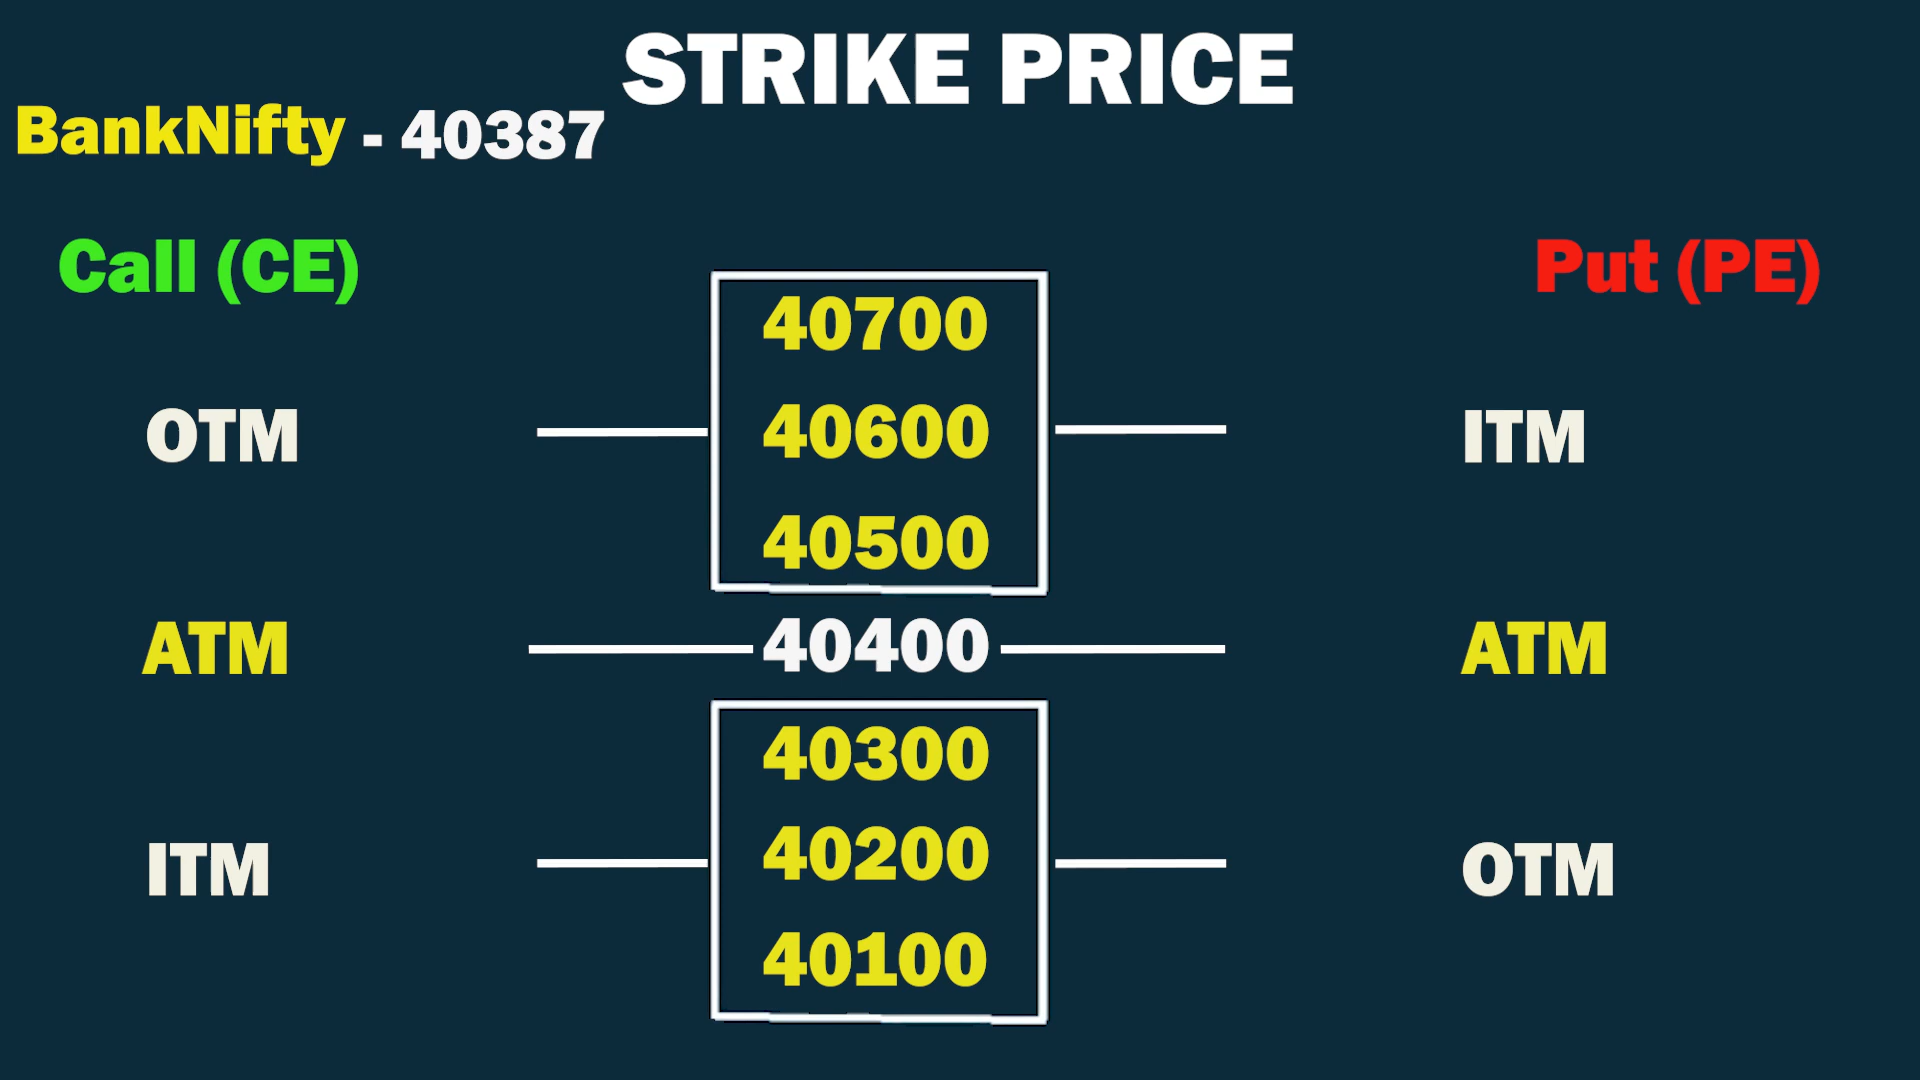 STRIKE PRICE
BankNifty - 40387
Call (CE)
Put (PE)
40700
OTM
40600
ITM
40500
ATM
40400
ATM
40300
ITM
40200
OTM
40100